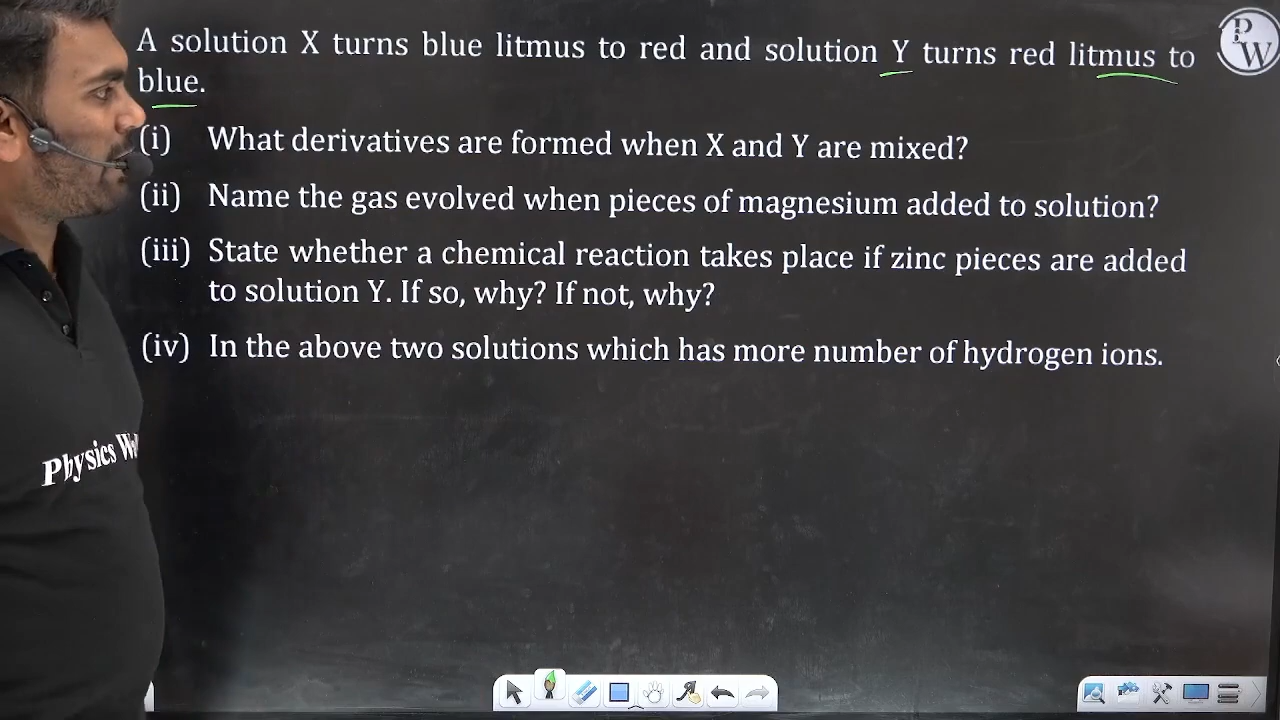 A solution X turns blue litmus to red and solution Y turns red litmus to
blue.
(i) What derivatives are formed when X and Y are mixed?
(ii) Name the gas evolved when pieces of magnesium added to solution?
(iii) State whether a chemical reaction takes place if zinc pieces are added
to solution Y. If so, why? If not, why?
(iv) In the above two solutions which has more number of hydrogen ions.
PW
Physics